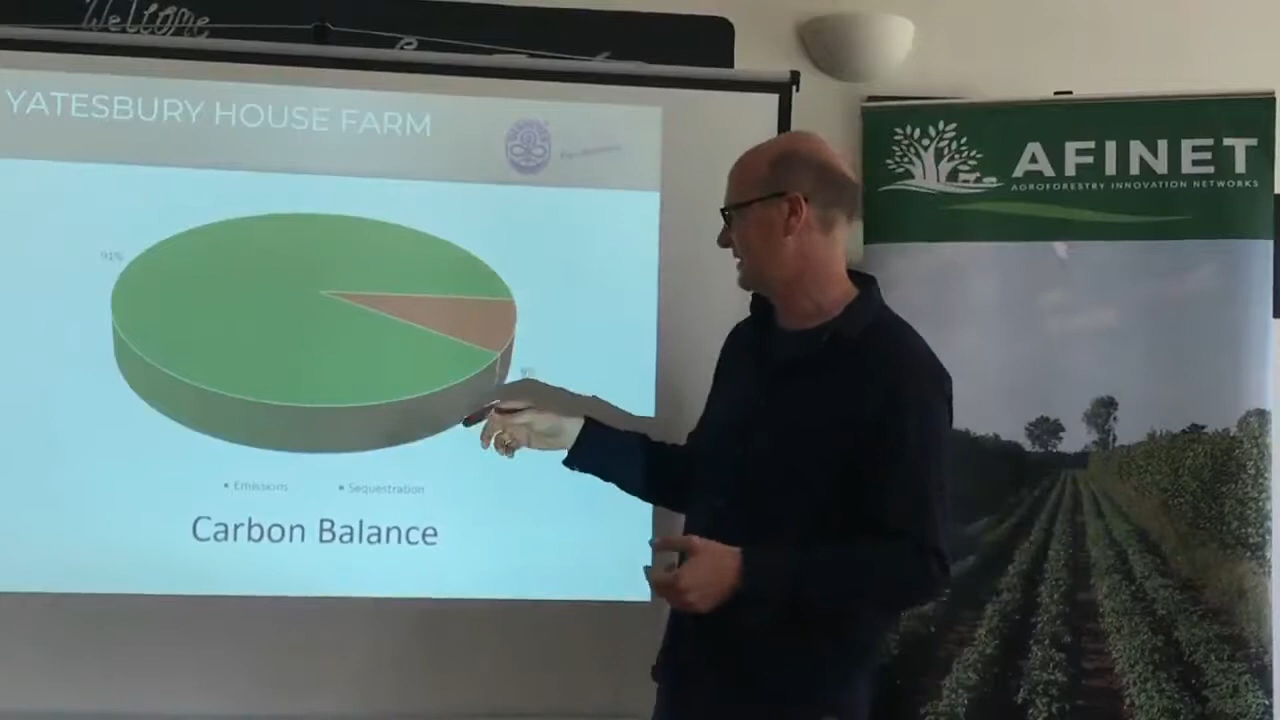 Welcome
YATESBURY HOUSE FARM
91%
9%
Emissions Sequestration
Carbon Balance
AFINET
AGROFORESTRY INNOVATION NETWORKS